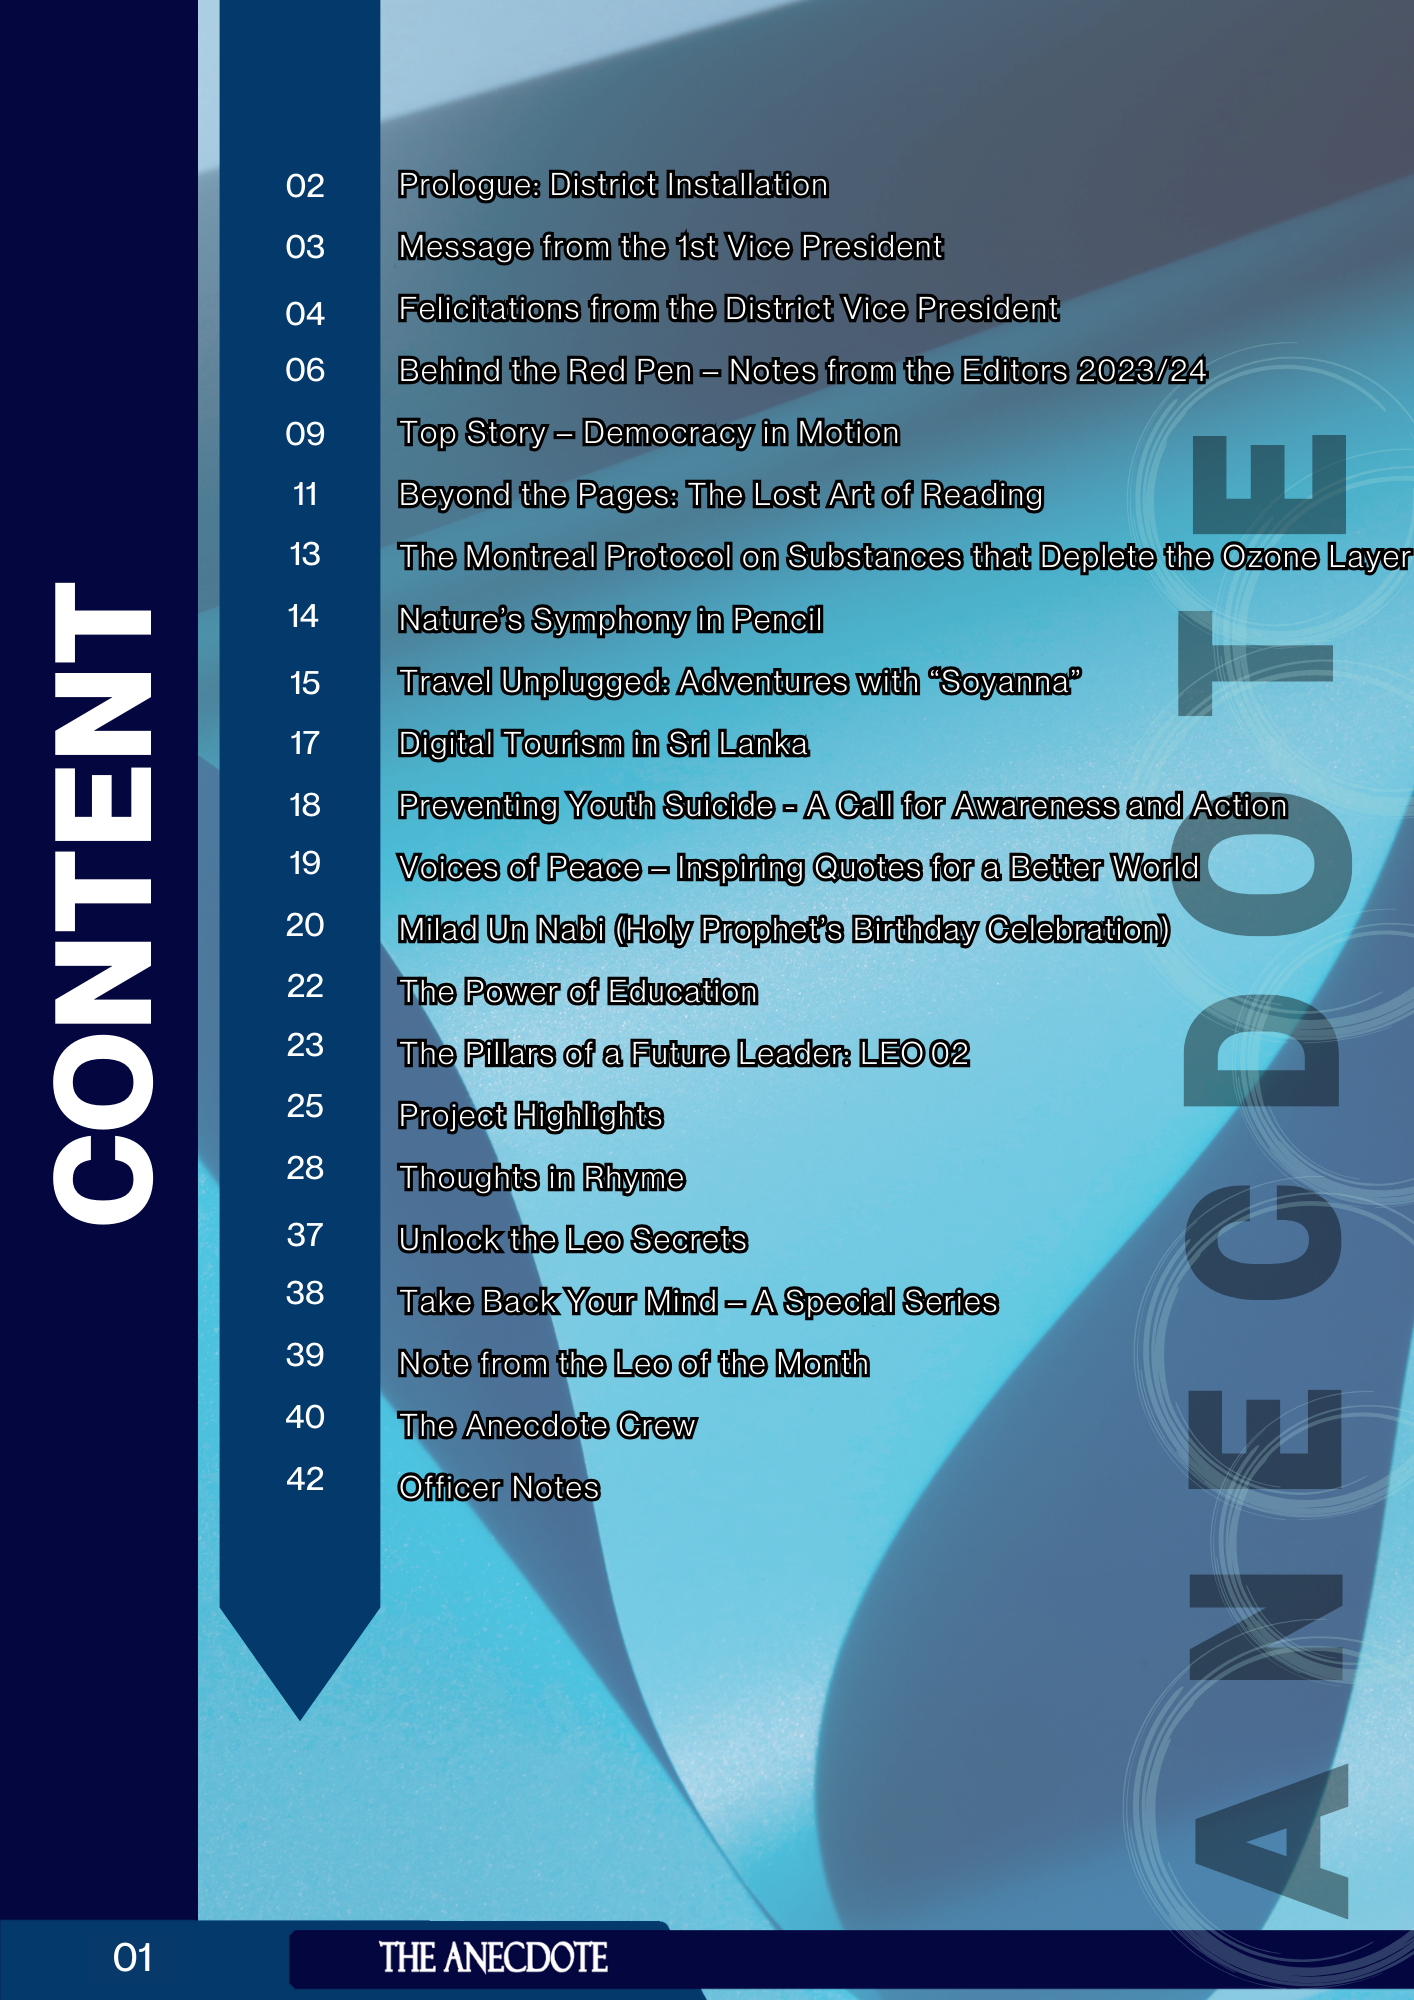 CONTENT
02 Prologue: District Installation
03 Message from the 1st Vice President
04 Felicitations from the District Vice President
06 Behind the Red Pen – Notes from the Editors 2023/24
09 Top Story – Democracy in Motion
11 Beyond the Pages: The Lost Art of Reading
13 The Montreal Protocol on Substances that Deplete the Ozone Layer
14 Nature’s Symphony in Pencil
15 Travel Unplugged: Adventures with “Soyanna”
17 Digital Tourism in Sri Lanka
18 Preventing Youth Suicide - A Call for Awareness and Action
19 Voices of Peace – Inspiring Quotes for a Better World
20 Milad Un Nabi (Holy Prophet’s Birthday Celebration)
22 The Power of Education
23 The Pillars of a Future Leader: LEO 02
25 Project Highlights
28 Thoughts in Rhyme
37 Unlock the Leo Secrets
38 Take Back Your Mind – A Special Series
39 Note from the Leo of the Month
40 The Anecdote Crew
42 Officer Notes
ANECDOTE
01 THE ANECDOTE